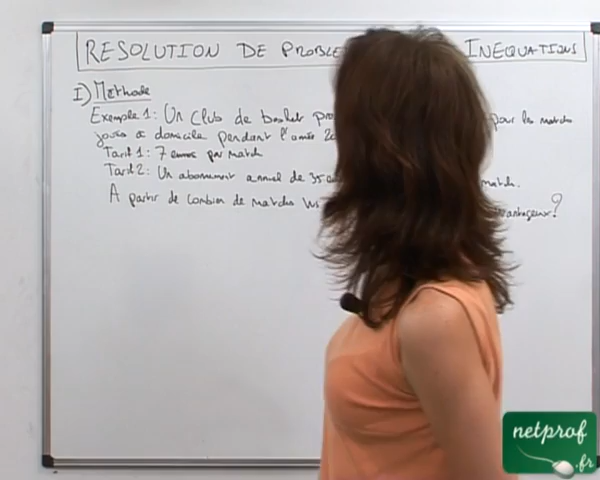 RESOLUTION DE PROBLE INEQUATIONS
I) Méthode
Exemple 1: Un club de basket pro pour les matchs
joués à domicile pendant l'année 20
Tarif 1: 7 euros par match
Tarif 2: Un abonnement annuel de 35 eu match.
A partir de combien de matchs antageux?
netprof
.fr